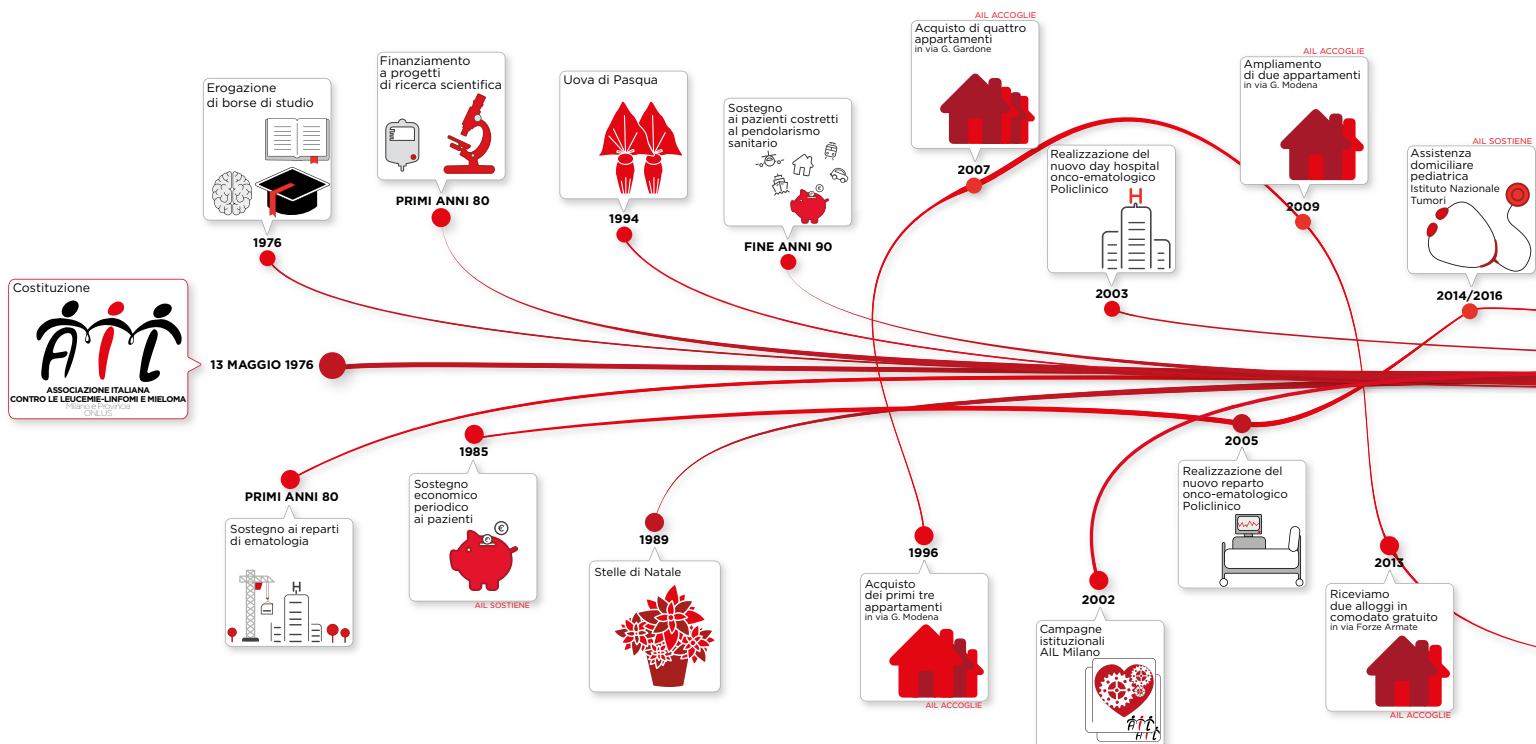 Costituzione
AIL
ASSOCIAZIONE ITALIANA
CONTRO LE LEUCEMIE-LINFOMI E MIELOMA
Milano e Provincia
ONLUS
13 MAGGIO 1976
Erogazione
di borse di studio
1976
Finanziamento
a progetti
di ricerca scientifica
PRIMI ANNI 80
Uova di Pasqua
1994
Sostegno
ai pazienti costretti
al pendolarismo
sanitario
€
FINE ANNI 90
AIL ACCOGLIE
Acquisto di quattro
appartamenti
in via G. Gardone
2007
Realizzazione del
nuovo day hospital
onco-ematologico
Policlinico
H
2003
AIL ACCOGLIE
Ampliamento
di due appartamenti
in via G. Modena
2009
AIL SOSTIENE
Assistenza
domiciliare
pediatrica
Istituto Nazionale
Tumori
2014/2016
PRIMI ANNI 80
Sostegno ai reparti
di ematologia
H
1985
Sostegno
economico
periodico
ai pazienti
€
€
AIL SOSTIENE
1989
Stelle di Natale
1996
Acquisto
dei primi tre
appartamenti
in via G. Modena
AIL ACCOGLIE
2002
Campagne
istituzionali
AIL Milano
AIL
AIL
2005
Realizzazione del
nuovo reparto
onco-ematologico
Policlinico
2013
Riceviamo
due alloggi in
comodato gratuito
in via Forze Armate
AIL ACCOGLIE